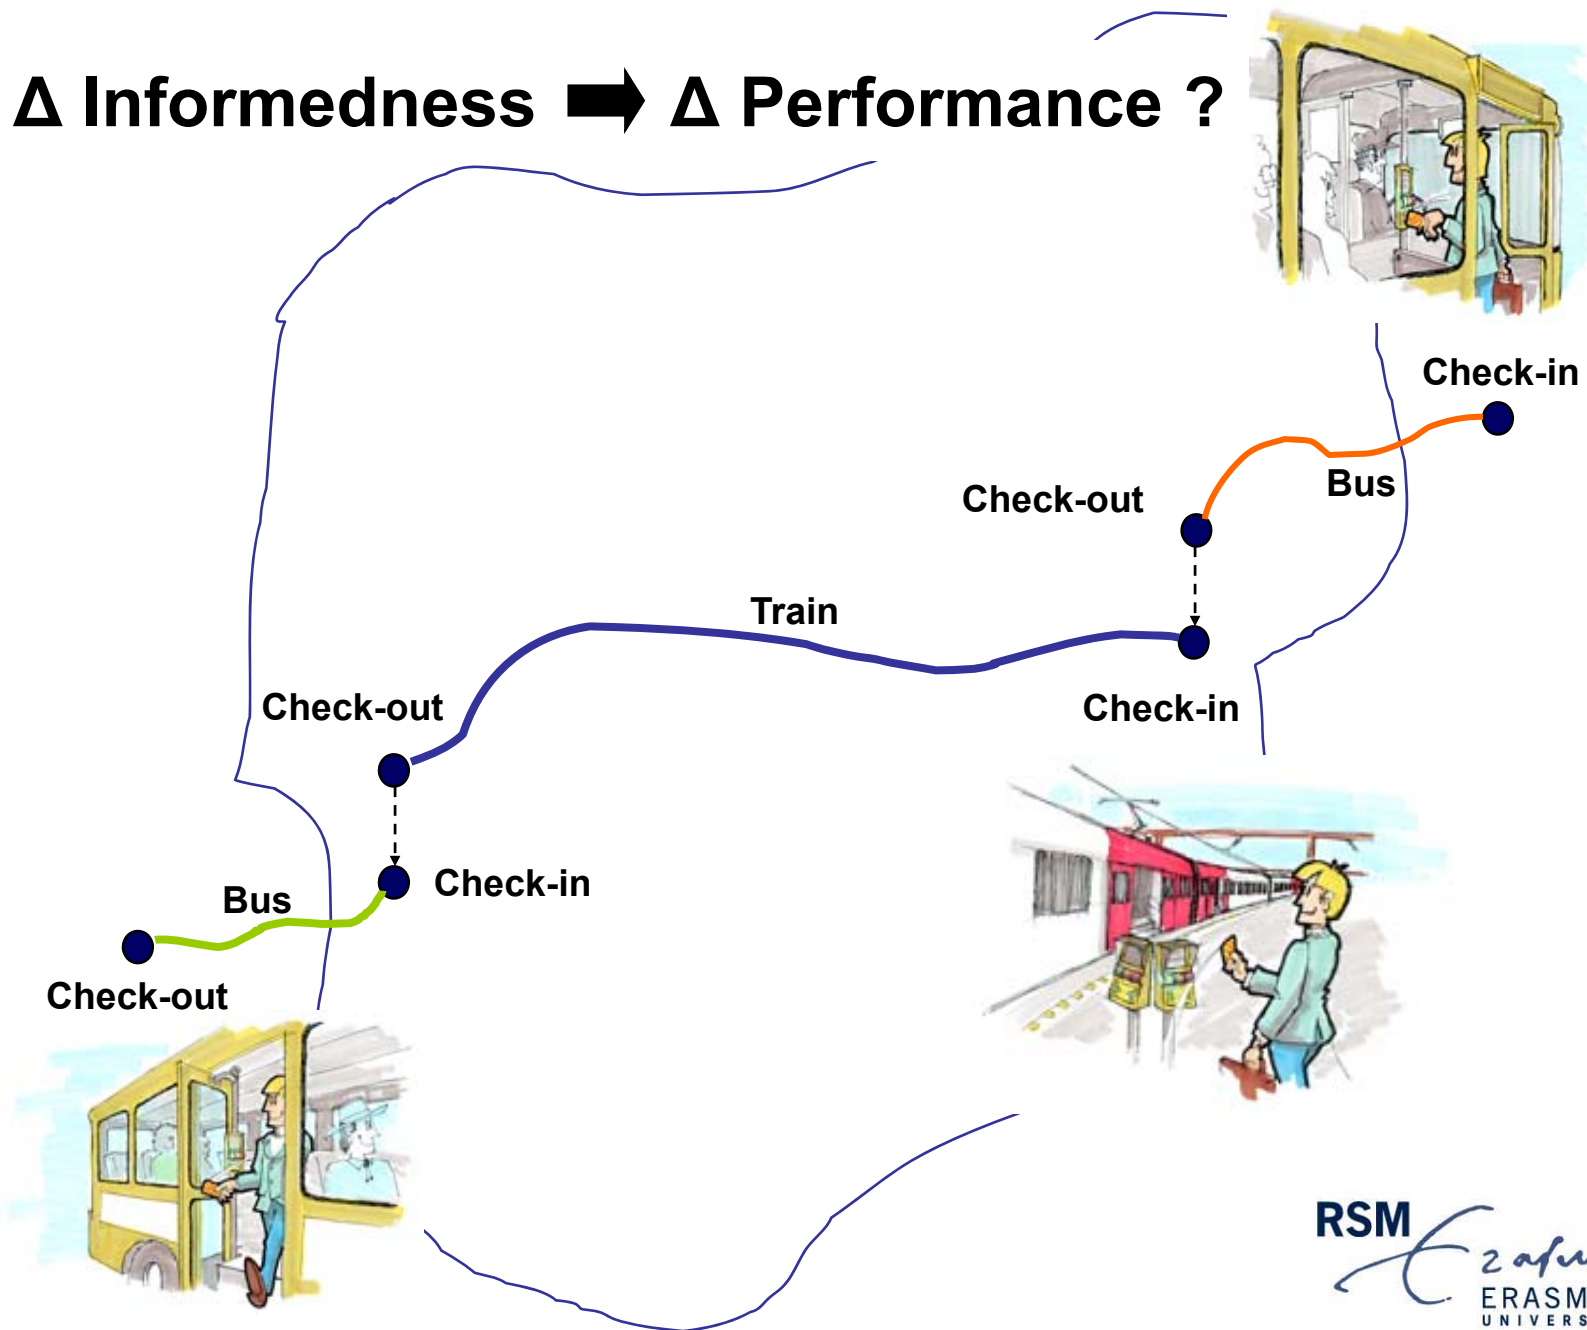 Δ Informedness ➡ Δ Performance ?
Check-in
Bus
Check-out
Train
Check-in
Check-out
Check-in
Bus
Check-out
RSM
ERASM
UNIVERS